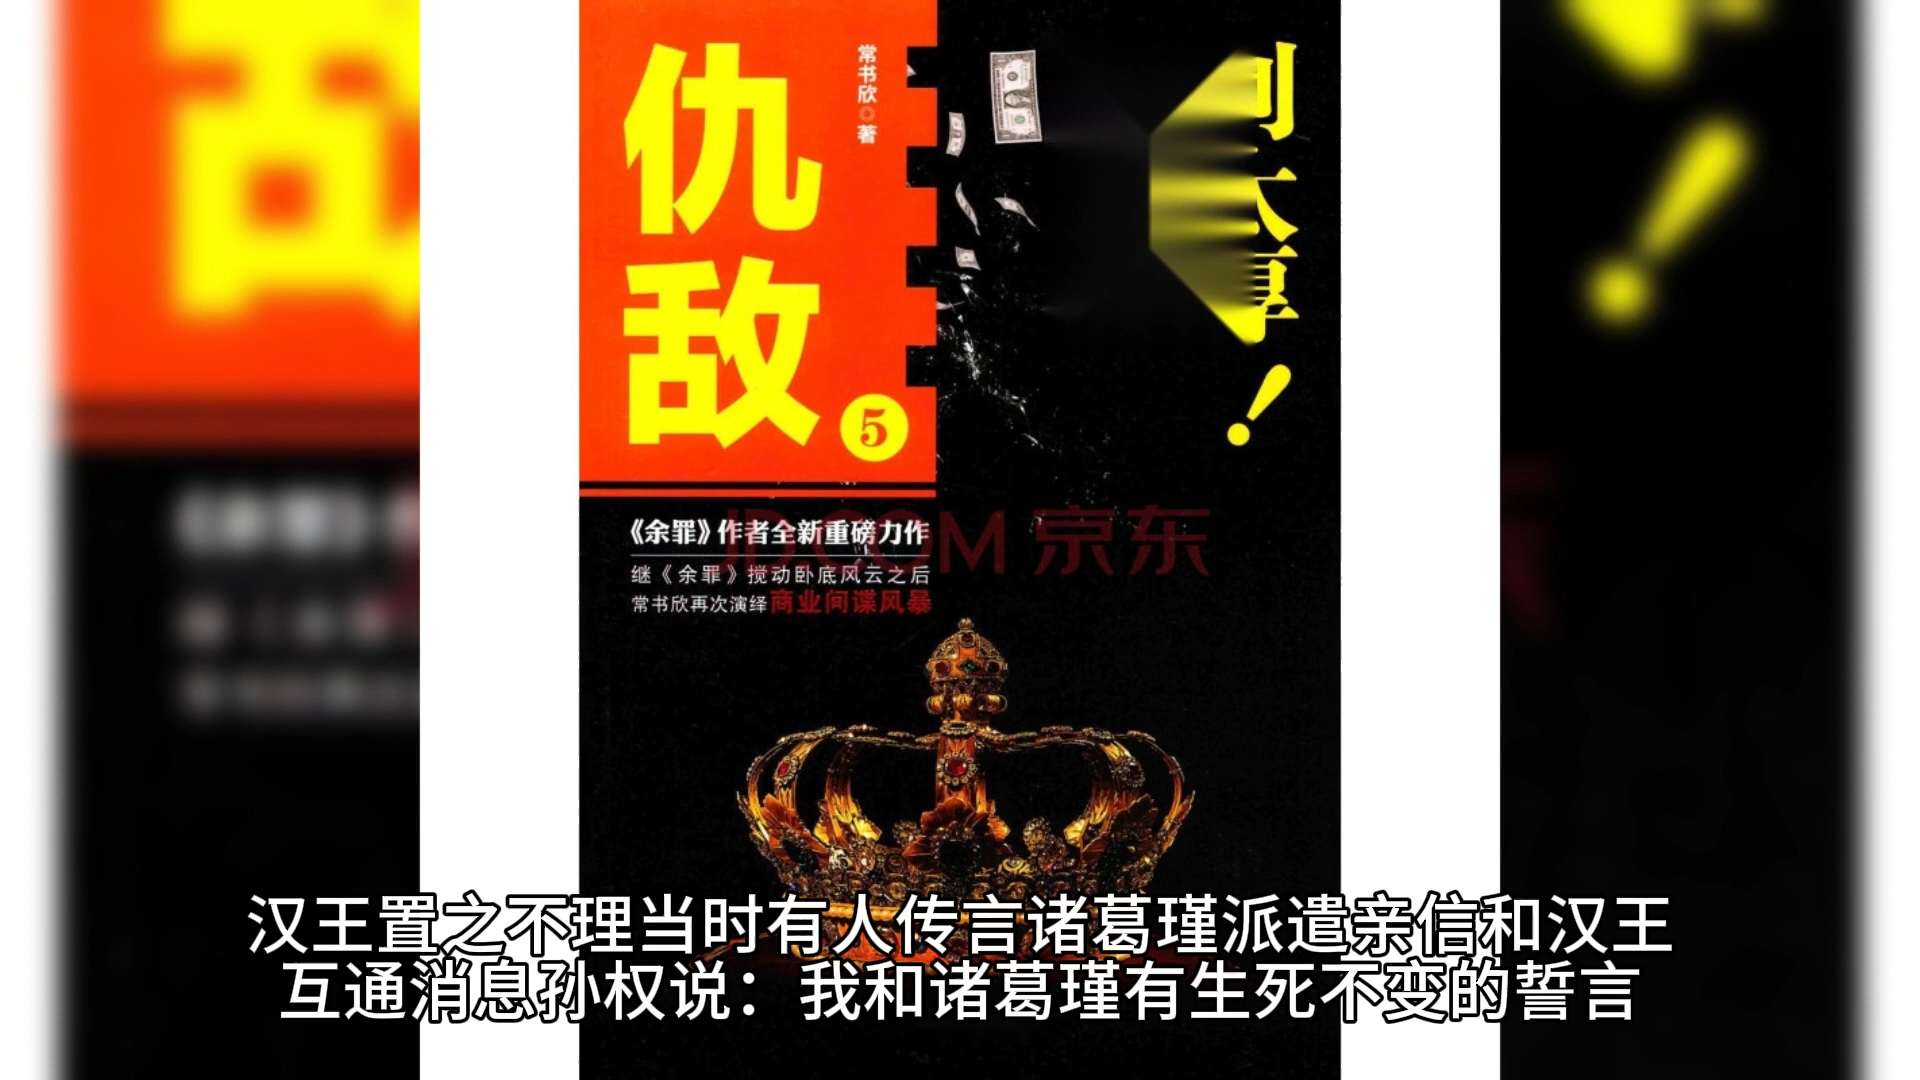 仇敌
常书欣◎著
5
!
《余罪》作者全新重磅力作
继《余罪》搅动卧底风云之后
常书欣再次演绎商业间谍风暴
JD.COM 京东
汉王置之不理当时有人传言诸葛瑾派遣亲信和汉王
互通消息孙权说：我和诸葛瑾有生死不变的誓言